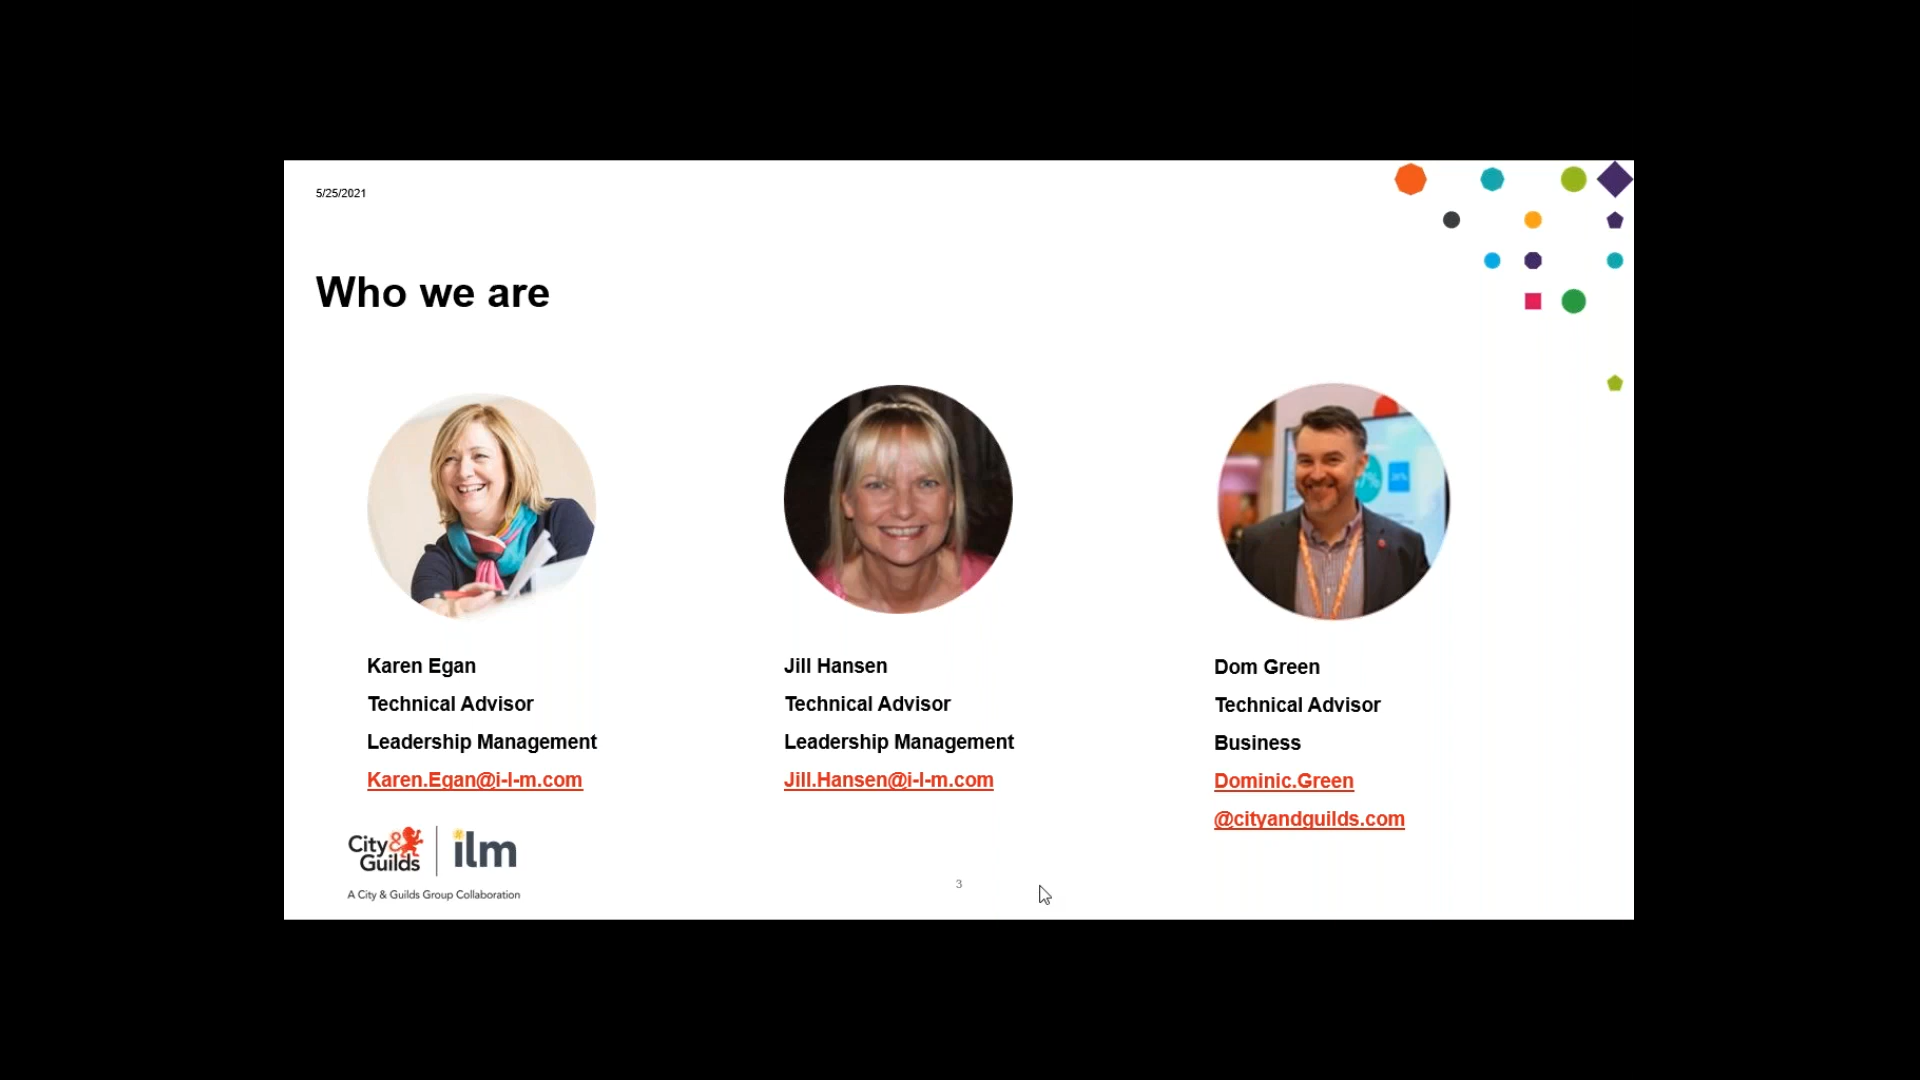 5/25/2021
Who we are
Karen Egan
Technical Advisor
Leadership Management
Karen.Egan@i-l-m.com
Jill Hansen
Technical Advisor
Leadership Management
Jill.Hansen@i-l-m.com
Dom Green
Technical Advisor
Business
Dominic.Green
@cityandguilds.com
City &
Guilds
ilm
A City & Guilds Group Collaboration
3